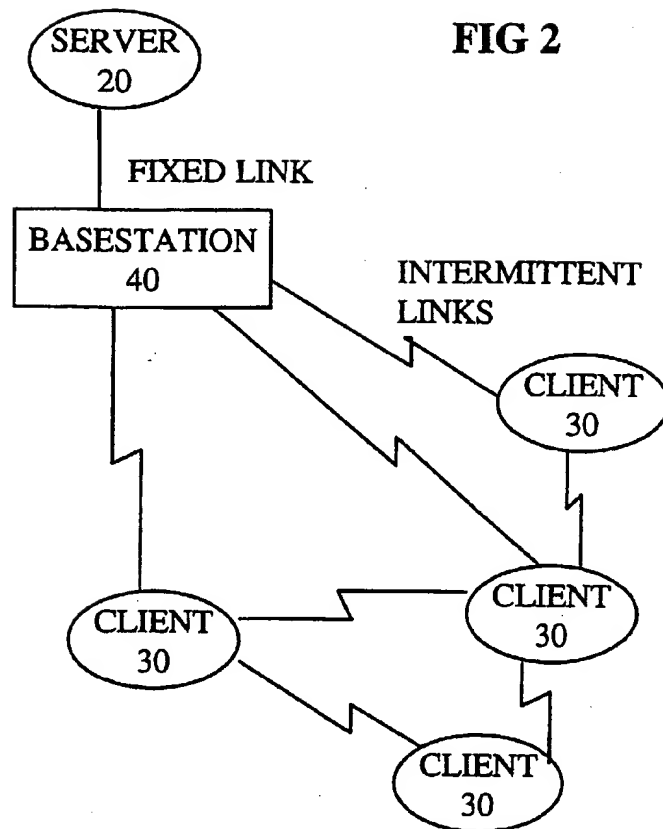 FIG 2
SERVER
20
FIXED LINK
BASESTATION
40
INTERMITTENT
LINKS
CLIENT
30
CLIENT
30
CLIENT
30
CLIENT
30